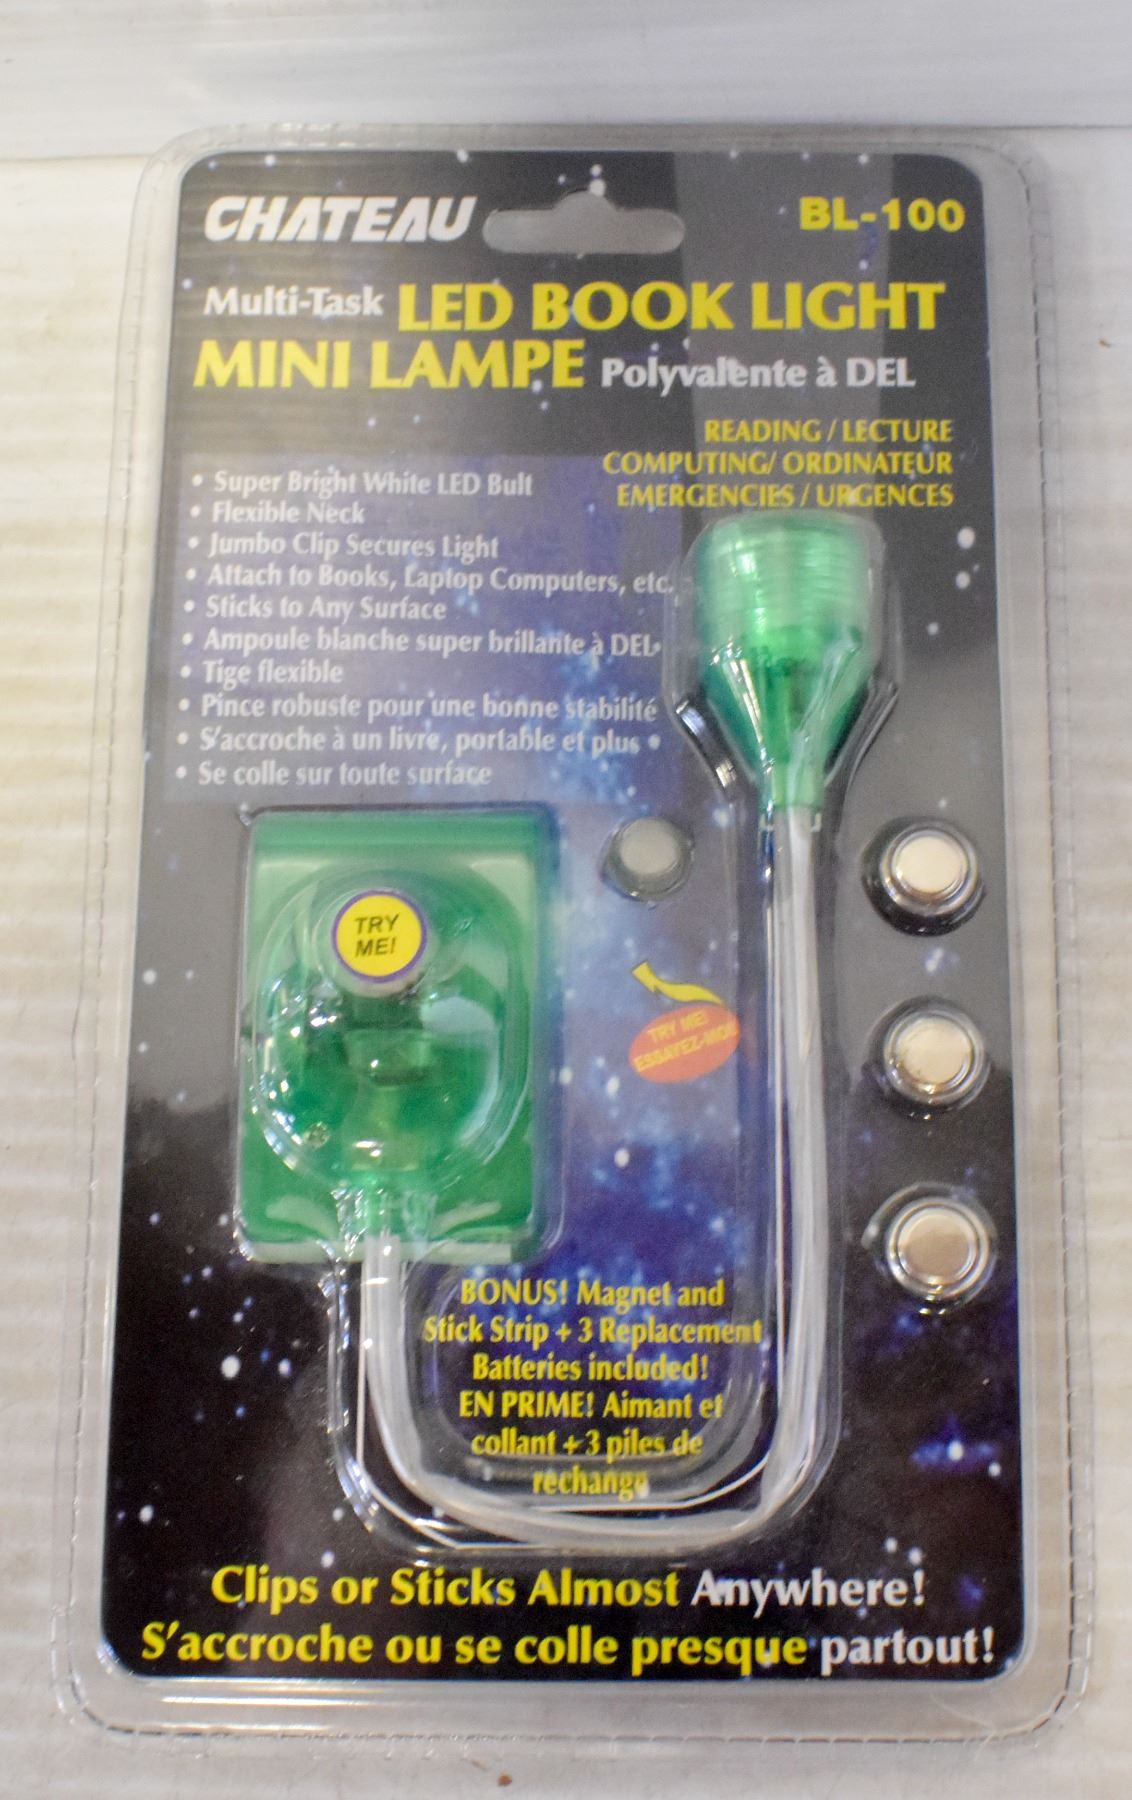 CHATEAU
BL-100
Multi-Task LED BOOK LIGHT
MINI LAMPE Polyvalente à DEL
READING / LECTURE
COMPUTING/ ORDINATEUR
EMERGENCIES / URGENCES
• Super Bright White LED Bult
• Flexible Neck
• Jumbo Clip Secures Light
• Attach to Books, Laptop Computers, etc.
• Sticks to Any Surface
• Ampoule blanche super brillante à DEL
• Tige flexible
• Pince robuste pour une bonne stabilité
• S'accroche à un livre, portable et plus
• Se colle sur toute surface
TRY
ME!
TRY ME!
ESSAYEZ-MOI
BONUS! Magnet and
Stick Strip + 3 Replacement
Batteries included!
EN PRIME! Aimant et
collant + 3 piles de
rechange
Clips or Sticks Almost Anywhere!
S'accroche ou se colle presque partout!